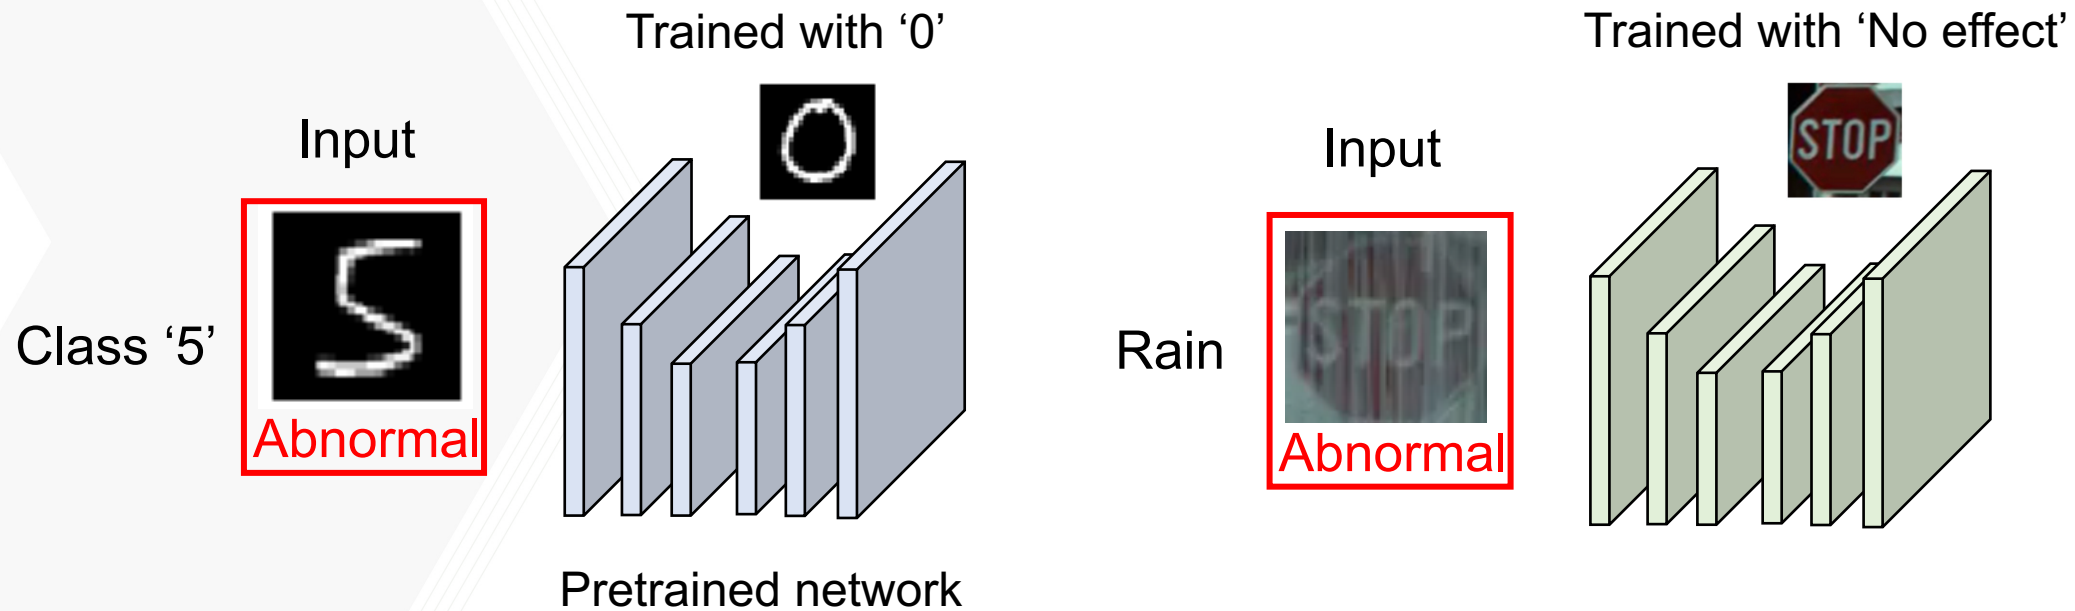 Trained with ‘0’
Input
Class ‘5’
Abnormal
Pretrained network
Trained with ‘No effect’
STOP
Input
Rain
STOP
Abnormal